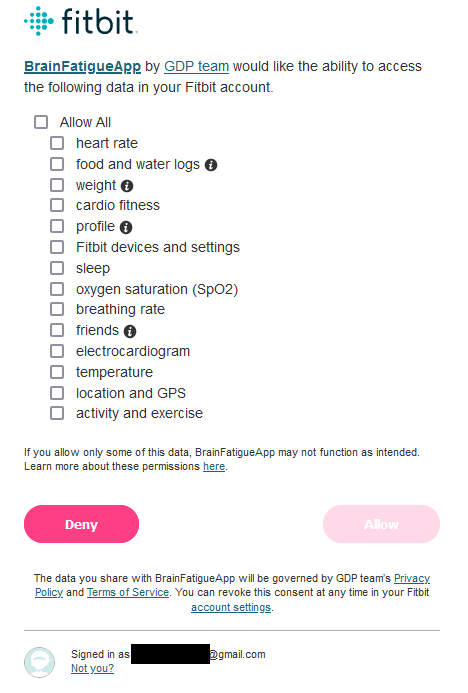 fitbit
BrainFatigueApp by GDP team would like the ability to access
the following data in your Fitbit account.
Allow All
heart rate
food and water logs i
weight i
cardio fitness
profile i
Fitbit devices and settings
sleep
oxygen saturation (SpO2)
breathing rate
friends i
electrocardiogram
temperature
location and GPS
activity and exercise
If you allow only some of this data, BrainFatigueApp may not function as intended.
Learn more about these permissions here.
Deny
Allow
The data you share with BrainFatigueApp will be governed by GDP team's Privacy
Policy and Terms of Service. You can revoke this consent at any time in your Fitbit
account settings.
Signed in as @gmail.com
Not you?